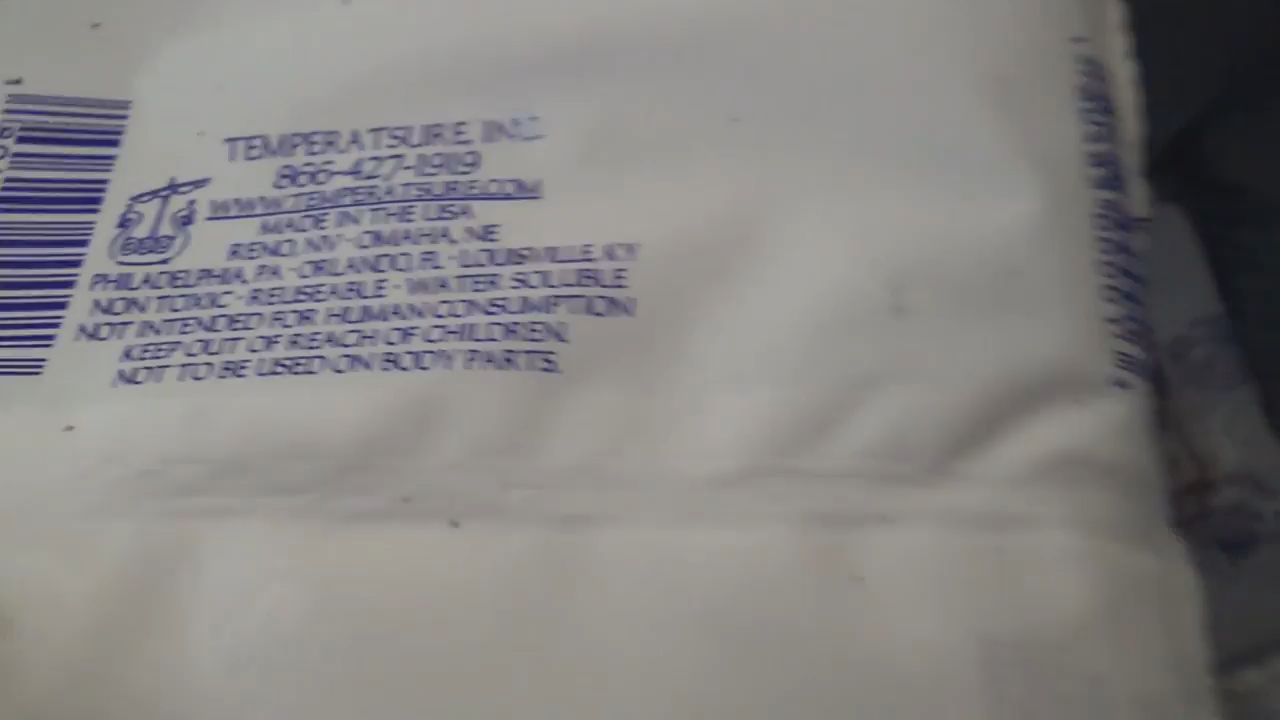 TEMPERATSURE, INC.
866-427-1919
WWW.TEMPERATSURE.COM
MADE IN THE USA
RENO, NV · OMAHA, NE
PHILADELPHIA, PA · ORLANDO, FL · LOUISVILLE, KY
NON TOXIC · REUSEABLE · WATER SOLUBLE
NOT INTENDED FOR HUMAN CONSUMPTION
KEEP OUT OF REACH OF CHILDREN.
NOT TO BE USED ON BODY PARTS.